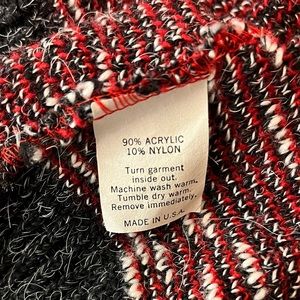 90% ACRYLIC
10% NYLON
Turn garment
inside out.
Machine wash warm.
Tumble dry warm.
Remove immediately.
MADE IN U.S.A.